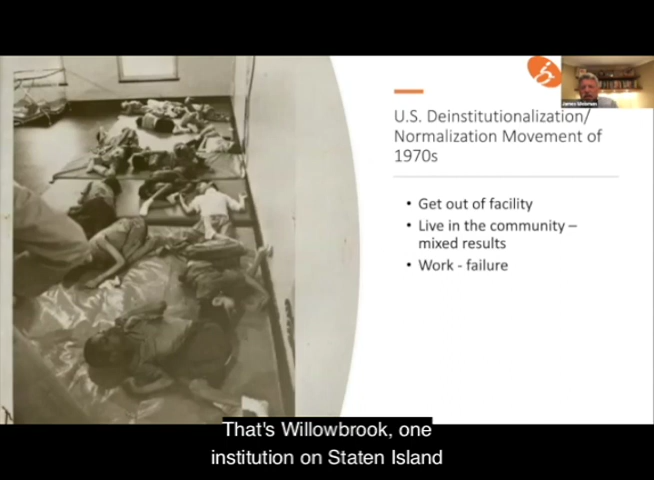 U.S. Deinstitutionalization/
Normalization Movement of
1970s
• Get out of facility
• Live in the community –
mixed results
• Work - failure
That's Willowbrook, one
institution on Staten Island